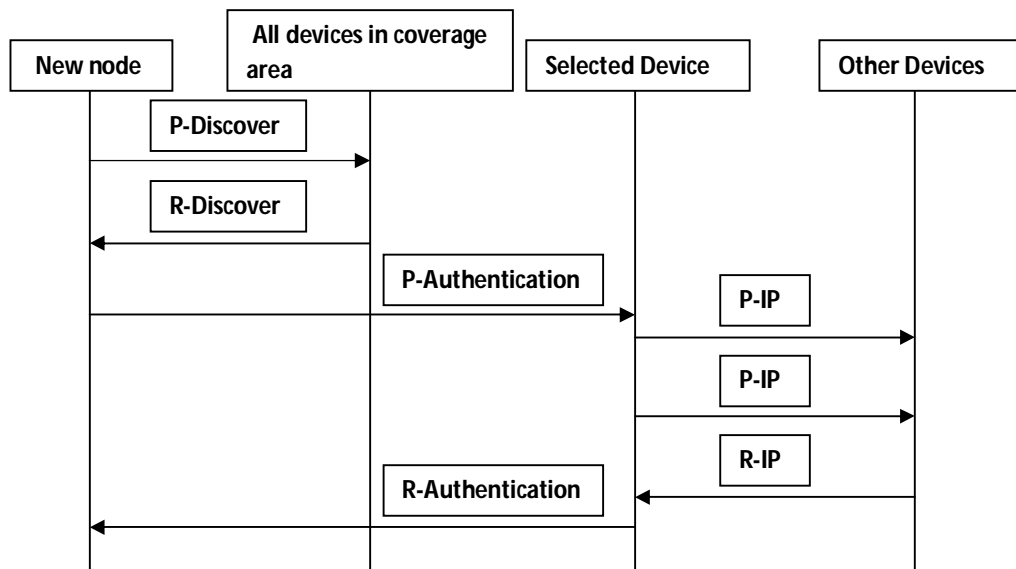 New node
All devices in coverage
area
Selected Device
Other Devices
P-Discover
R-Discover
P-Authentication
P-IP
P-IP
R-IP
R-Authentication